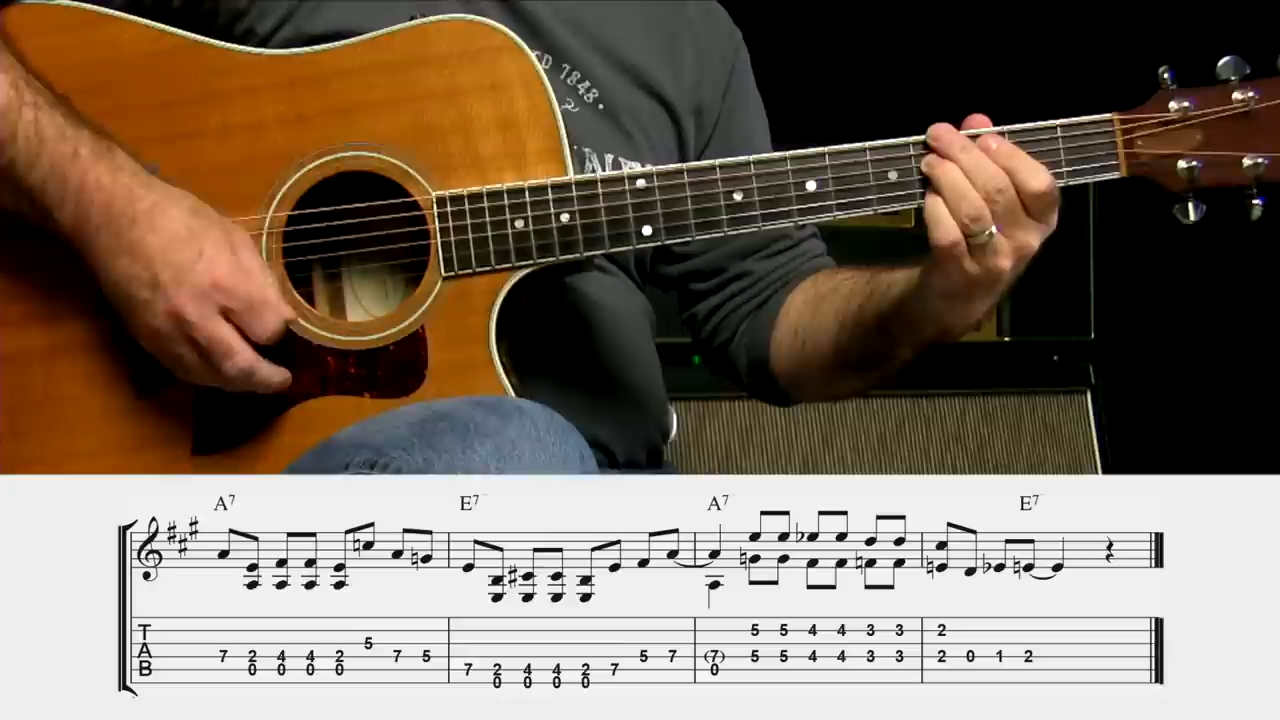 ED 7848.
A7 E7 A7 E7
5 5 4 4 3 3 2
T 5
A 7 2 4 4 2 7 5 5 7 (7) 5 5 4 4 3 3 2 0 1 2
B 0 0 0 0 7 2 4 4 2 7 0
0 0 0 0